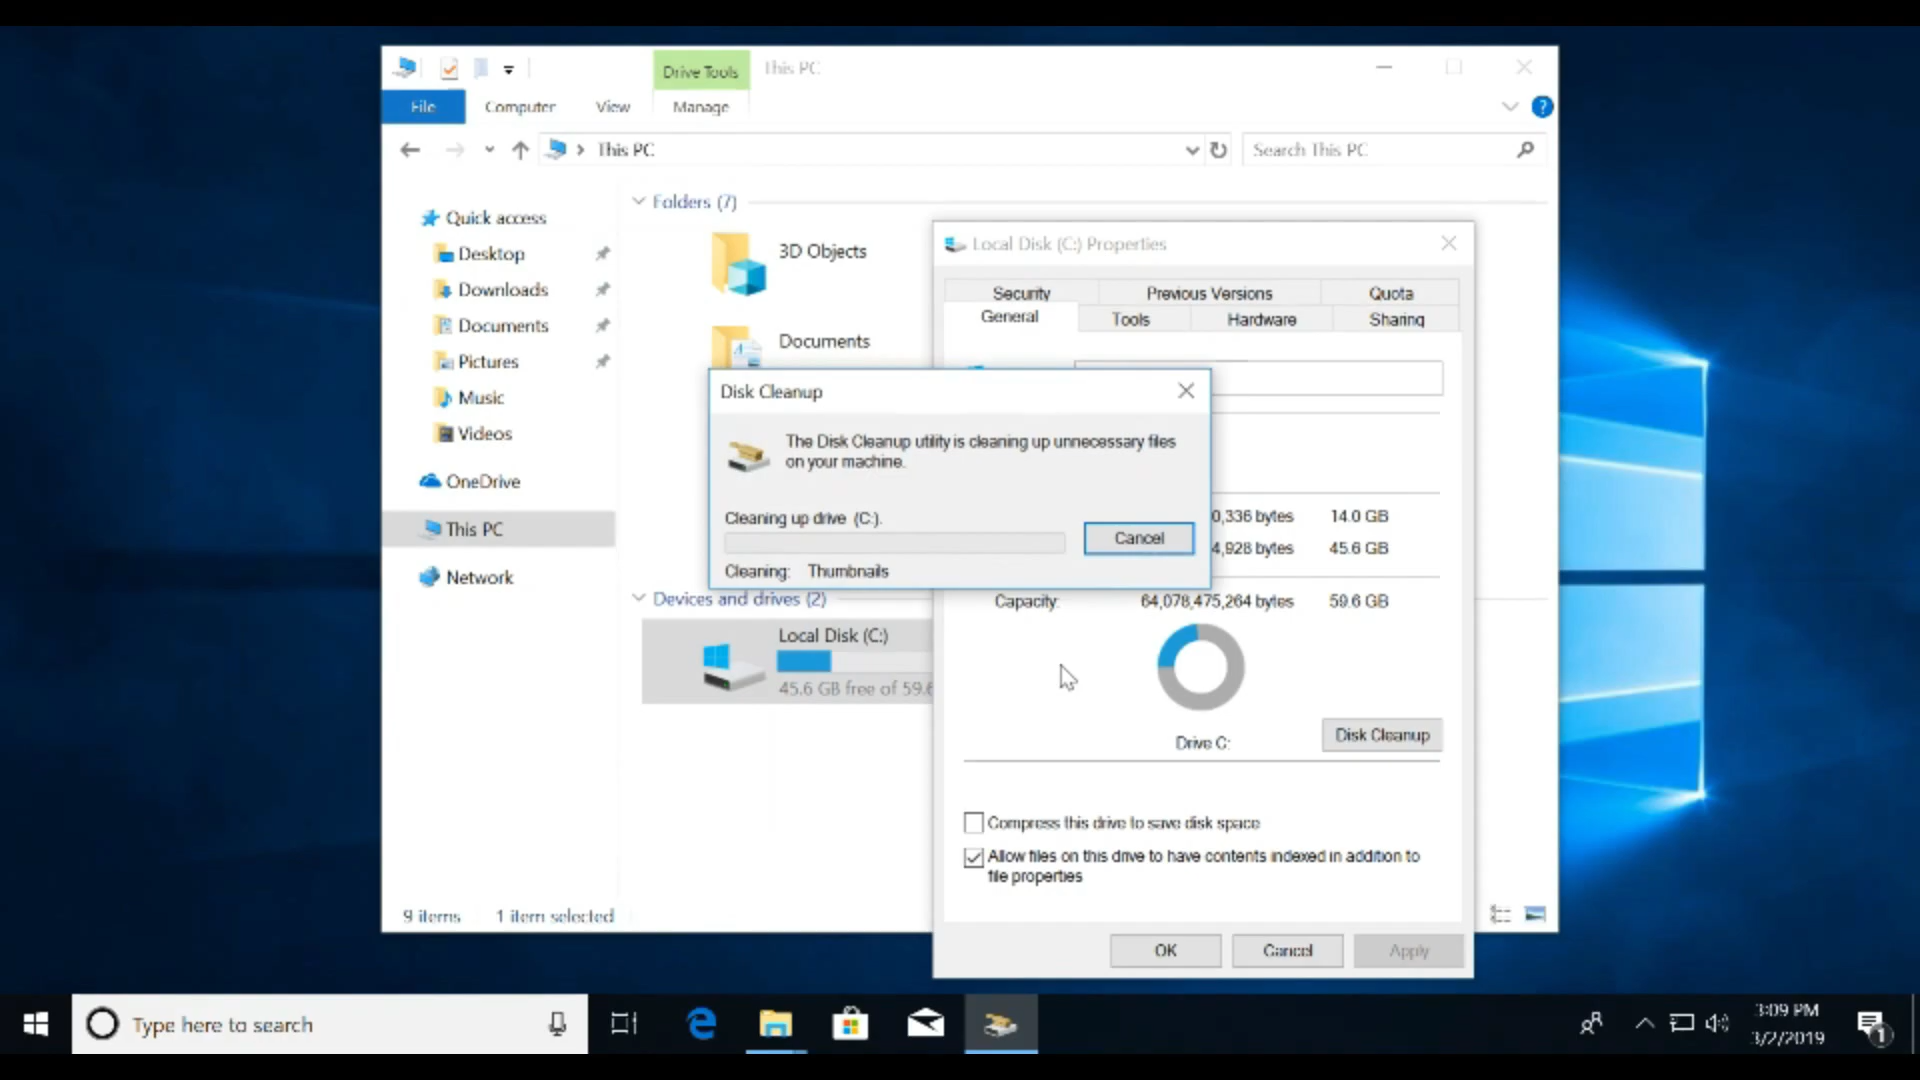 Drive Tools
This PC
File
Computer
View
Manage
?
This PC
Search This PC
Quick access
Desktop
Downloads
Documents
Pictures
Music
Videos
OneDrive
This PC
Network
Folders (7)
3D Objects
Documents
Devices and drives (2)
Local Disk (C:)
45.6 GB free of 59.6
9 items
1 item selected
Local Disk (C:) Properties
Security
Previous Versions
Quota
General
Tools
Hardware
Sharing
0,336 bytes
14.0 GB
4,928 bytes
45.6 GB
Capacity:
64,078,475,264 bytes
59.6 GB
Drive C:
Disk Cleanup
Compress this drive to save disk space
Allow files on this drive to have contents indexed in addition to
file properties
OK
Cancel
Apply
Disk Cleanup
The Disk Cleanup utility is cleaning up unnecessary files
on your machine.
Cleaning up drive (C:).
Cancel
Cleaning: Thumbnails
Type here to search
3:09 PM
3/2/2019
1